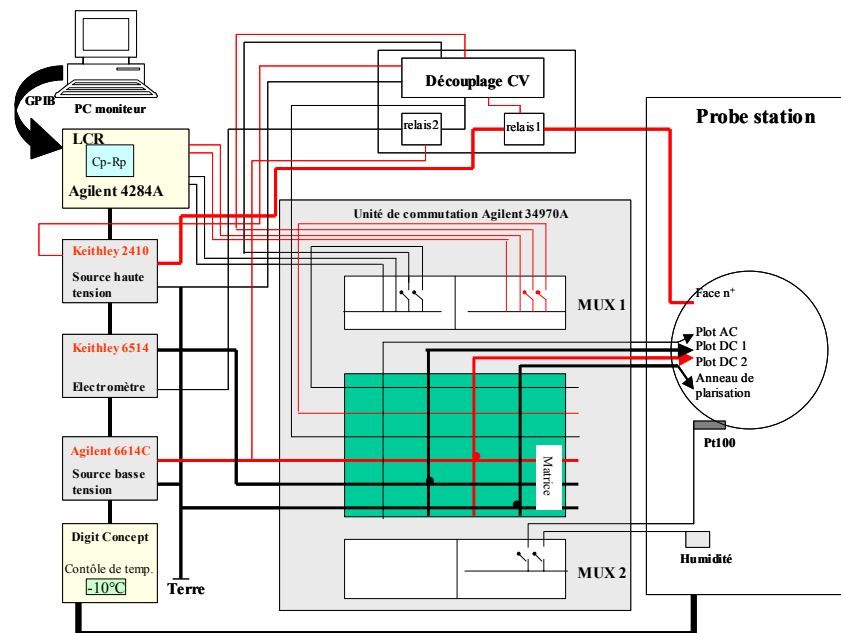 PC moniteur
GPIB
LCR
Cp-Rp
Agilent 4284A
Keithley 2410
Source haute
tension
Keithley 6514
Electromètre
Agilent 6614C
Source basse
tension
Digit Concept
Contôle de temp.
-10°C
Terre
Découplage CV
relais2
relais1
Unité de commutation Agilent 34970A
MUX 1
Matrice
MUX 2
Probe station
Face n⁺
Plot AC
Plot DC 1
Plot DC 2
Anneau de
plarisation
Pt100
Humidité